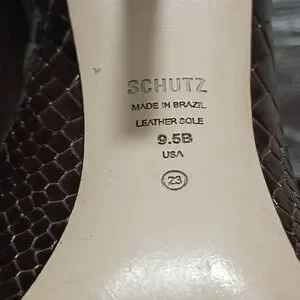 SCHUTZ
MADE IN BRAZIL
LEATHER SOLE
9.5B
USA
23